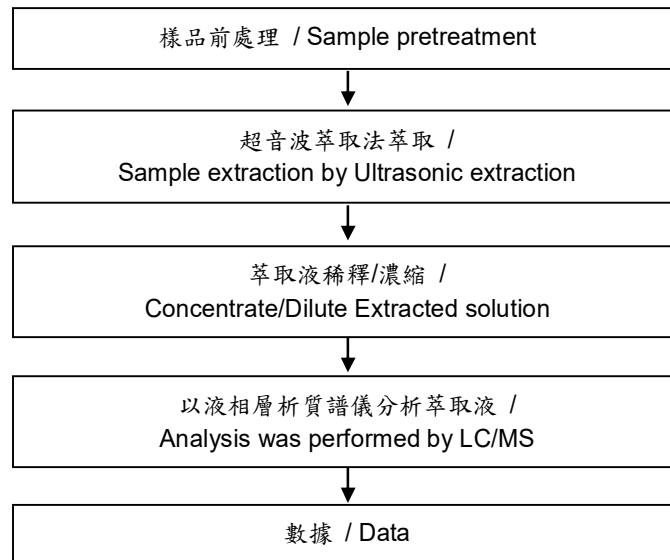 樣品前處理 / Sample pretreatment
超音波萃取法萃取 /
Sample extraction by Ultrasonic extraction
萃取液稀釋/濃縮 /
Concentrate/Dilute Extracted solution
以液相層析質譜儀分析萃取液 /
Analysis was performed by LC/MS
數據 / Data